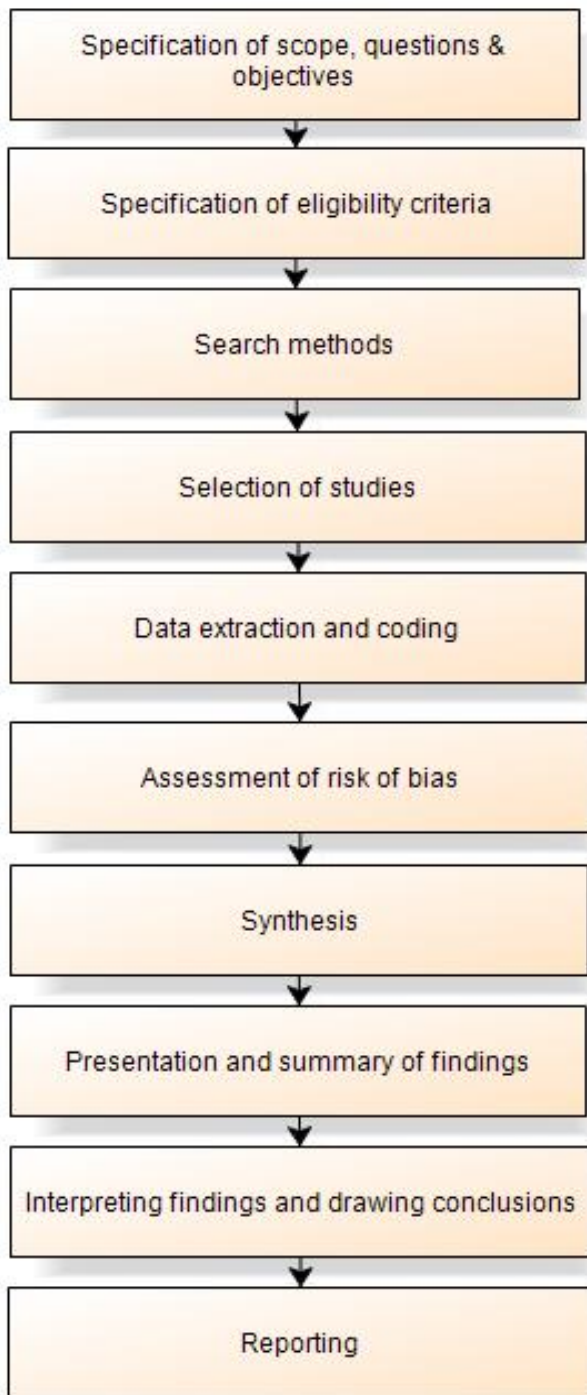 Specification of scope, questions &
objectives
Specification of eligibility criteria
Search methods
Selection of studies
Data extraction and coding
Assessment of risk of bias
Synthesis
Presentation and summary of findings
Interpreting findings and drawing conclusions
Reporting